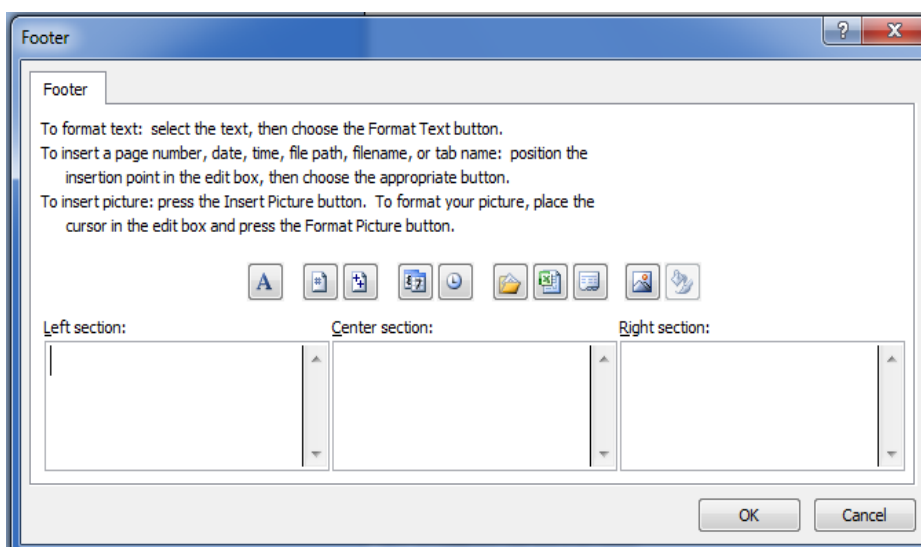 Footer
Footer
To format text:  select the text, then choose the Format Text button.
To insert a page number, date, time, file path, filename, or tab name:  position the
insertion point in the edit box, then choose the appropriate button.
To insert picture: press the Insert Picture button.  To format your picture, place the
cursor in the edit box and press the Format Picture button.
A
Left section: Center section: Right section:
OK Cancel